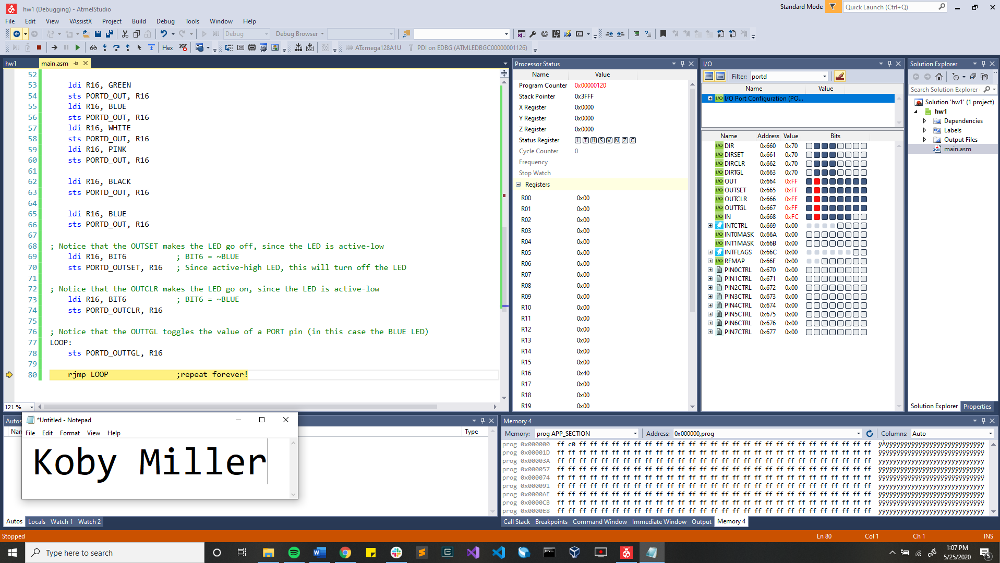 hw1 (Debugging) - AtmelStudio
Standard Mode
Quick Launch (Ctrl+Q)
File Edit View VAssistX Project Build Debug Tools Window Help
Debug Debug Browser
Hex ATxmega128A1U PDI on EDBG (ATMLEDBGC00000001126)
hw1 main.asm
52
53 ldi R16, GREEN
54 sts PORTD_OUT, R16
55 ldi R16, BLUE
56 sts PORTD_OUT, R16
57 ldi R16, WHITE
58 sts PORTD_OUT, R16
59 ldi R16, PINK
60 sts PORTD_OUT, R16
61
62 ldi R16, BLACK
63 sts PORTD_OUT, R16
64
65 ldi R16, BLUE
66 sts PORTD_OUT, R16
67
68 ; Notice that the OUTSET makes the LED go off, since the LED is active-low
69 ldi R16, BIT6 ; BIT6 = ~BLUE
70 sts PORTD_OUTSET, R16 ; Since active-high LED, this will turn off the LED
71
72 ; Notice that the OUTCLR makes the LED go on, since the LED is active-low
73 ldi R16, BIT6 ; BIT6 = ~BLUE
74 sts PORTD_OUTCLR, R16
75
76 ; Notice that the OUTTGL toggles the value of a PORT pin (in this case the BLUE LED)
77 LOOP:
78 sts PORTD_OUTTGL, R16
79
80 rjmp LOOP ;repeat forever!
121 %
Processor Status
Name Value
Program Counter 0x00000120
Stack Pointer 0x3FFF
X Register 0x0000
Y Register 0x0000
Z Register 0x0000
Status Register I T H S V N Z C
Cycle Counter 0
Frequency
Stop Watch
Registers
R00 0x00
R01 0x00
R02 0x00
R03 0x00
R04 0x00
R05 0x00
R06 0x00
R07 0x00
R08 0x00
R09 0x00
R10 0x00
R11 0x00
R12 0x00
R13 0x00
R14 0x00
R15 0x00
R16 0x40
R17 0x00
R18 0x00
R19 0x00
I/O
Filter: portd
Name Value
I/O I/O Port Configuration (PO...
Name Address Value Bits
I/O DIR 0x660 0x70
I/O DIRSET 0x661 0x70
I/O DIRCLR 0x662 0x70
I/O DIRTGL 0x663 0x70
I/O OUT 0x664 0xFF
I/O OUTSET 0x665 0xFF
I/O OUTCLR 0x666 0xFF
I/O OUTTGL 0x667 0xFF
I/O IN 0x668 0xFC
INTCTRL 0x669 0x00
I/O INT0MASK 0x66A 0x00
I/O INT1MASK 0x66B 0x00
INTFLAGS 0x66C 0x00
I/O REMAP 0x66E 0x00
PIN0CTRL 0x670 0x00
PIN1CTRL 0x671 0x00
PIN2CTRL 0x672 0x00
PIN3CTRL 0x673 0x00
PIN4CTRL 0x674 0x00
PIN5CTRL 0x675 0x00
PIN6CTRL 0x676 0x00
PIN7CTRL 0x677 0x00
Solution Explorer
Search Solution Explorer
Solution 'hw1' (1 project)
hw1
Dependencies
Labels
Output Files
asm main.asm
Solution Explorer Properties
Autos
Nan Type
*Untitled - Notepad
File Edit Format View Help
Koby Miller
Autos Locals Watch 1 Watch 2
Memory 4
Memory: prog APP_SECTION Address: 0x000000,prog Columns: Auto
prog 0x000000 ff c0 ff ff ff ff ff ff ff ff ff ff ff ff ff ff ff ff ff ff ff ff ff ff ff ff ff ff ff ÿÀÿÿÿÿÿÿÿÿÿÿÿÿÿÿÿÿÿÿÿÿÿÿÿÿÿÿÿ
prog 0x00001D ff ff ff ff ff ff ff ff ff ff ff ff ff ff ff ff ff ff ff ff ff ff ff ff ff ff ff ff ff ÿÿÿÿÿÿÿÿÿÿÿÿÿÿÿÿÿÿÿÿÿÿÿÿÿÿÿÿÿ
prog 0x00003A ff ff ff ff ff ff ff ff ff ff ff ff ff ff ff ff ff ff ff ff ff ff ff ff ff ff ff ff ff ÿÿÿÿÿÿÿÿÿÿÿÿÿÿÿÿÿÿÿÿÿÿÿÿÿÿÿÿÿ
prog 0x000057 ff ff ff ff ff ff ff ff ff ff ff ff ff ff ff ff ff ff ff ff ff ff ff ff ff ff ff ff ff ÿÿÿÿÿÿÿÿÿÿÿÿÿÿÿÿÿÿÿÿÿÿÿÿÿÿÿÿÿ
prog 0x000074 ff ff ff ff ff ff ff ff ff ff ff ff ff ff ff ff ff ff ff ff ff ff ff ff ff ff ff ff ff ÿÿÿÿÿÿÿÿÿÿÿÿÿÿÿÿÿÿÿÿÿÿÿÿÿÿÿÿÿ
prog 0x000091 ff ff ff ff ff ff ff ff ff ff ff ff ff ff ff ff ff ff ff ff ff ff ff ff ff ff ff ff ff ÿÿÿÿÿÿÿÿÿÿÿÿÿÿÿÿÿÿÿÿÿÿÿÿÿÿÿÿÿ
prog 0x0000AE ff ff ff ff ff ff ff ff ff ff ff ff ff ff ff ff ff ff ff ff ff ff ff ff ff ff ff ff ff ÿÿÿÿÿÿÿÿÿÿÿÿÿÿÿÿÿÿÿÿÿÿÿÿÿÿÿÿÿ
prog 0x0000CB ff ff ff ff ff ff ff ff ff ff ff ff ff ff ff ff ff ff ff ff ff ff ff ff ff ff ff ff ff ÿÿÿÿÿÿÿÿÿÿÿÿÿÿÿÿÿÿÿÿÿÿÿÿÿÿÿÿÿ
prog 0x0000E8 ff ff ff ff ff ff ff ff ff ff ff ff ff ff ff ff ff ff ff ff ff ff ff ff ff ff ff ff ff ÿÿÿÿÿÿÿÿÿÿÿÿÿÿÿÿÿÿÿÿÿÿÿÿÿÿÿÿÿ
Call Stack Breakpoints Command Window Immediate Window Output Memory 4
Stopped Ln 80 Col 1 Ch 1 INS
Type here to search
1:07 PM
5/25/2020
5